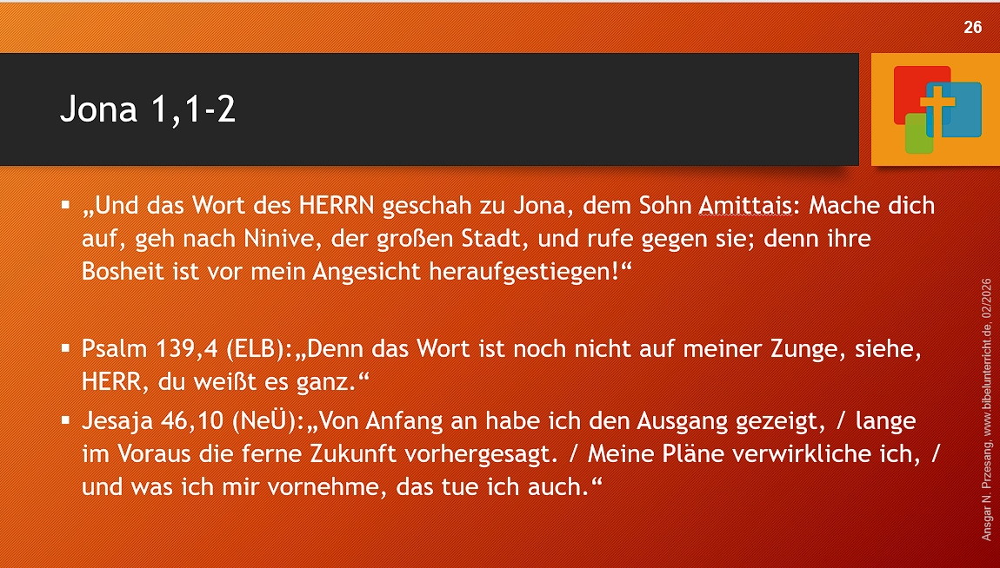 26
Jona 1,1-2
▪ „Und das Wort des HERRN geschah zu Jona, dem Sohn Amittais: Mache dich
auf, geh nach Ninive, der großen Stadt, und rufe gegen sie; denn ihre
Bosheit ist vor mein Angesicht heraufgestiegen!“
▪ Psalm 139,4 (ELB):„Denn das Wort ist noch nicht auf meiner Zunge, siehe,
HERR, du weißt es ganz.“
▪ Jesaja 46,10 (NeÜ):„Von Anfang an habe ich den Ausgang gezeigt, / lange
im Voraus die ferne Zukunft vorhergesagt. / Meine Pläne verwirkliche ich, /
und was ich mir vornehme, das tue ich auch.“
Ansgar N. Przesang, www.bibelunterricht.de, 02/2026